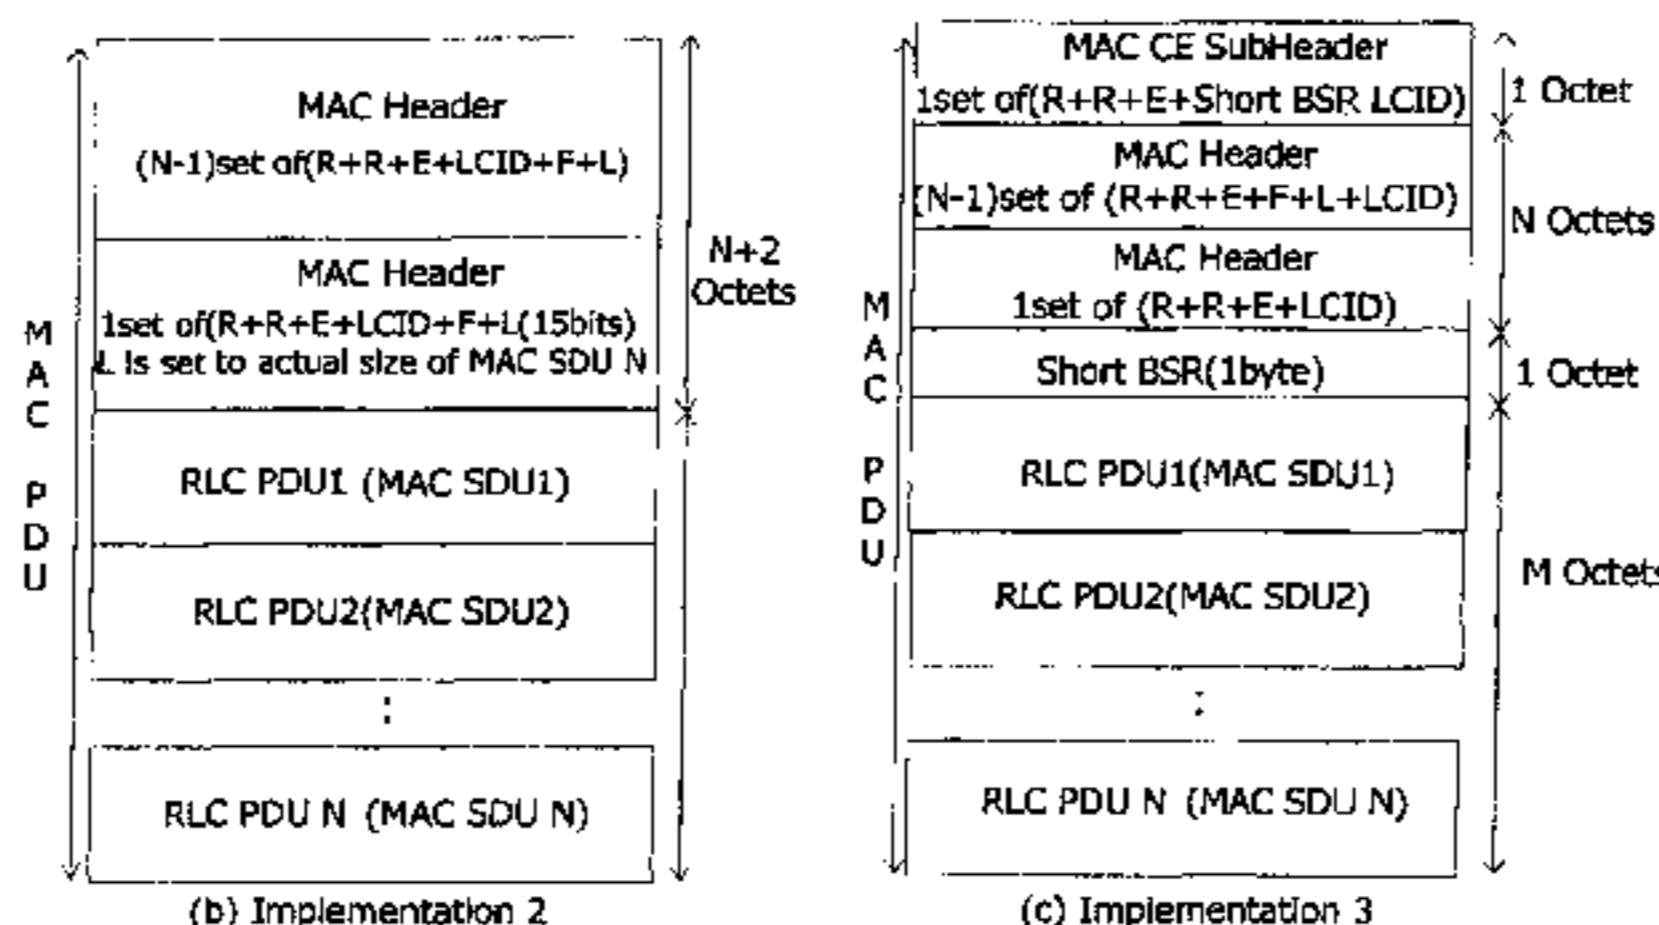 MAC Header
(N-1)set of(R+R+E+LCID+F+L)
MAC Header
1set of(R+R+E+LCID+F+L(15bits)
L is set to actual size of MAC SDU N
N+2
Octets
MAC PDU
RLC PDU1 (MAC SDU1)
RLC PDU2(MAC SDU2)
:
RLC PDU N (MAC SDU N)
(b) Implementation 2
MAC CE SubHeader
1set of(R+R+E+Short BSR LCID)
1 Octet
MAC Header
(N-1)set of (R+R+E+F+L+LCID)
N Octets
MAC Header
1set of (R+R+E+LCID)
Short BSR(1byte)
1 Octet
MAC PDU
RLC PDU1(MAC SDU1)
RLC PDU2(MAC SDU2)
M Octets
:
RLC PDU N (MAC SDU N)
(c) Implementation 3